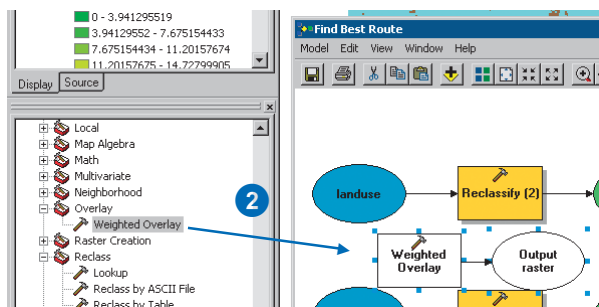 0 - 3.941295519
3.94129552 - 7.675154433
7.675154434 - 11.20157674
11.20157675 - 14.72799905
Display Source
Local
Map Algebra
Math
Multivariate
Neighborhood
Overlay
Weighted Overlay
Raster Creation
Reclass
Lookup
Reclass by ASCII File
Reclass by Table
2
Find Best Route
Model Edit View Window Help
landuse
Reclassify (2)
Weighted
Overlay
Output
raster